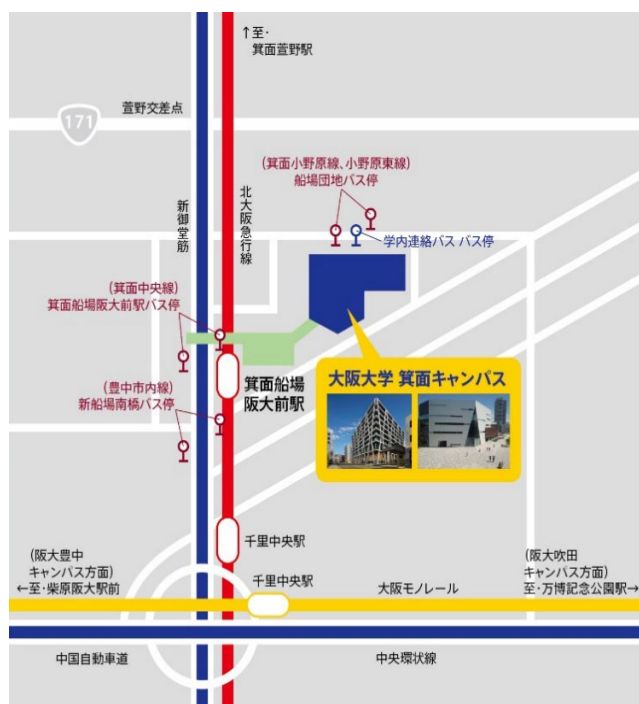 ↑至・
箕面萱野駅
171
萱野交差点
(箕面小野原線、小野原東線)
船場団地バス停
新御堂筋
北大阪急行線
学内連絡バス バス停
(箕面中央線)
箕面船場阪大前駅バス停
大阪大学 箕面キャンパス
箕面船場
阪大前駅
(豊中市内線)
新船場南橋バス停
千里中央駅
(阪大豊中
キャンパス方面)
←至・柴原阪大駅前
千里中央駅
大阪モノレール
(阪大吹田
キャンパス方面)
至・万博記念公園駅→
中国自動車道
中央環状線